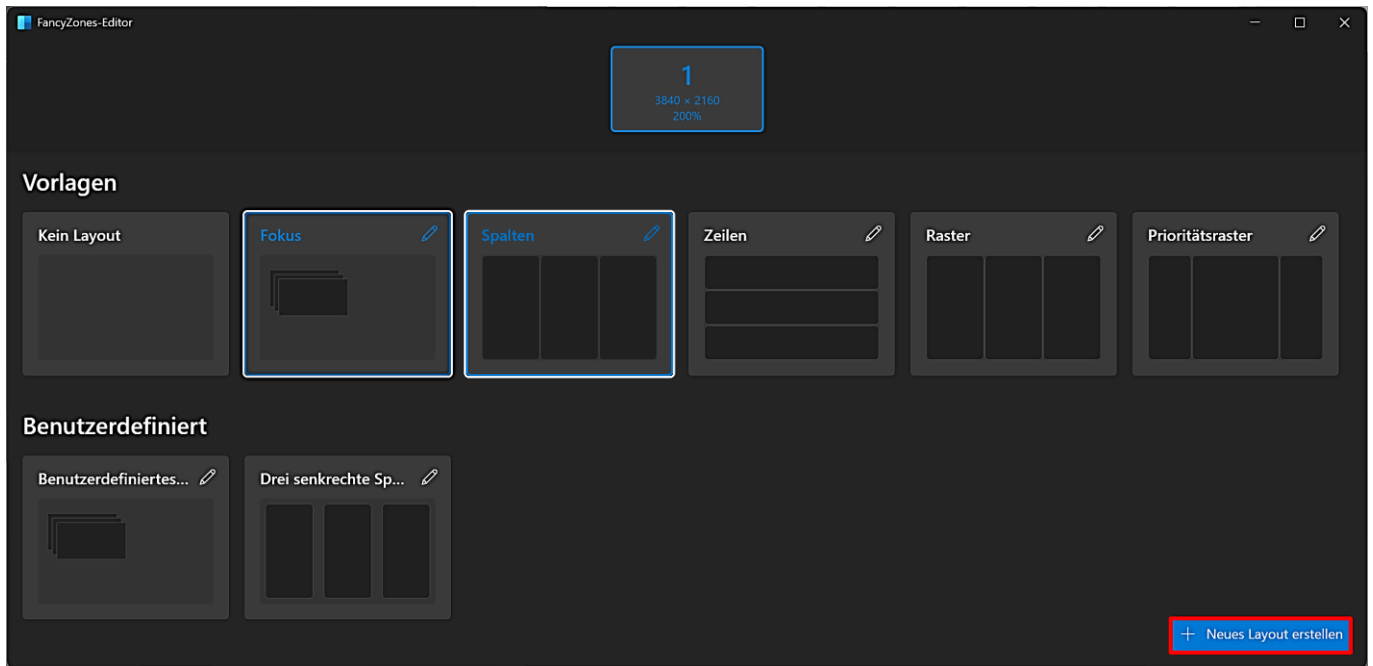 FancyZones-Editor
1
3840 × 2160
200%
Vorlagen
Kein Layout
Fokus
Spalten
Zeilen
Raster
Prioritätsraster
Benutzerdefiniert
Benutzerdefiniertes...
Drei senkrechte Sp...
Neues Layout erstellen